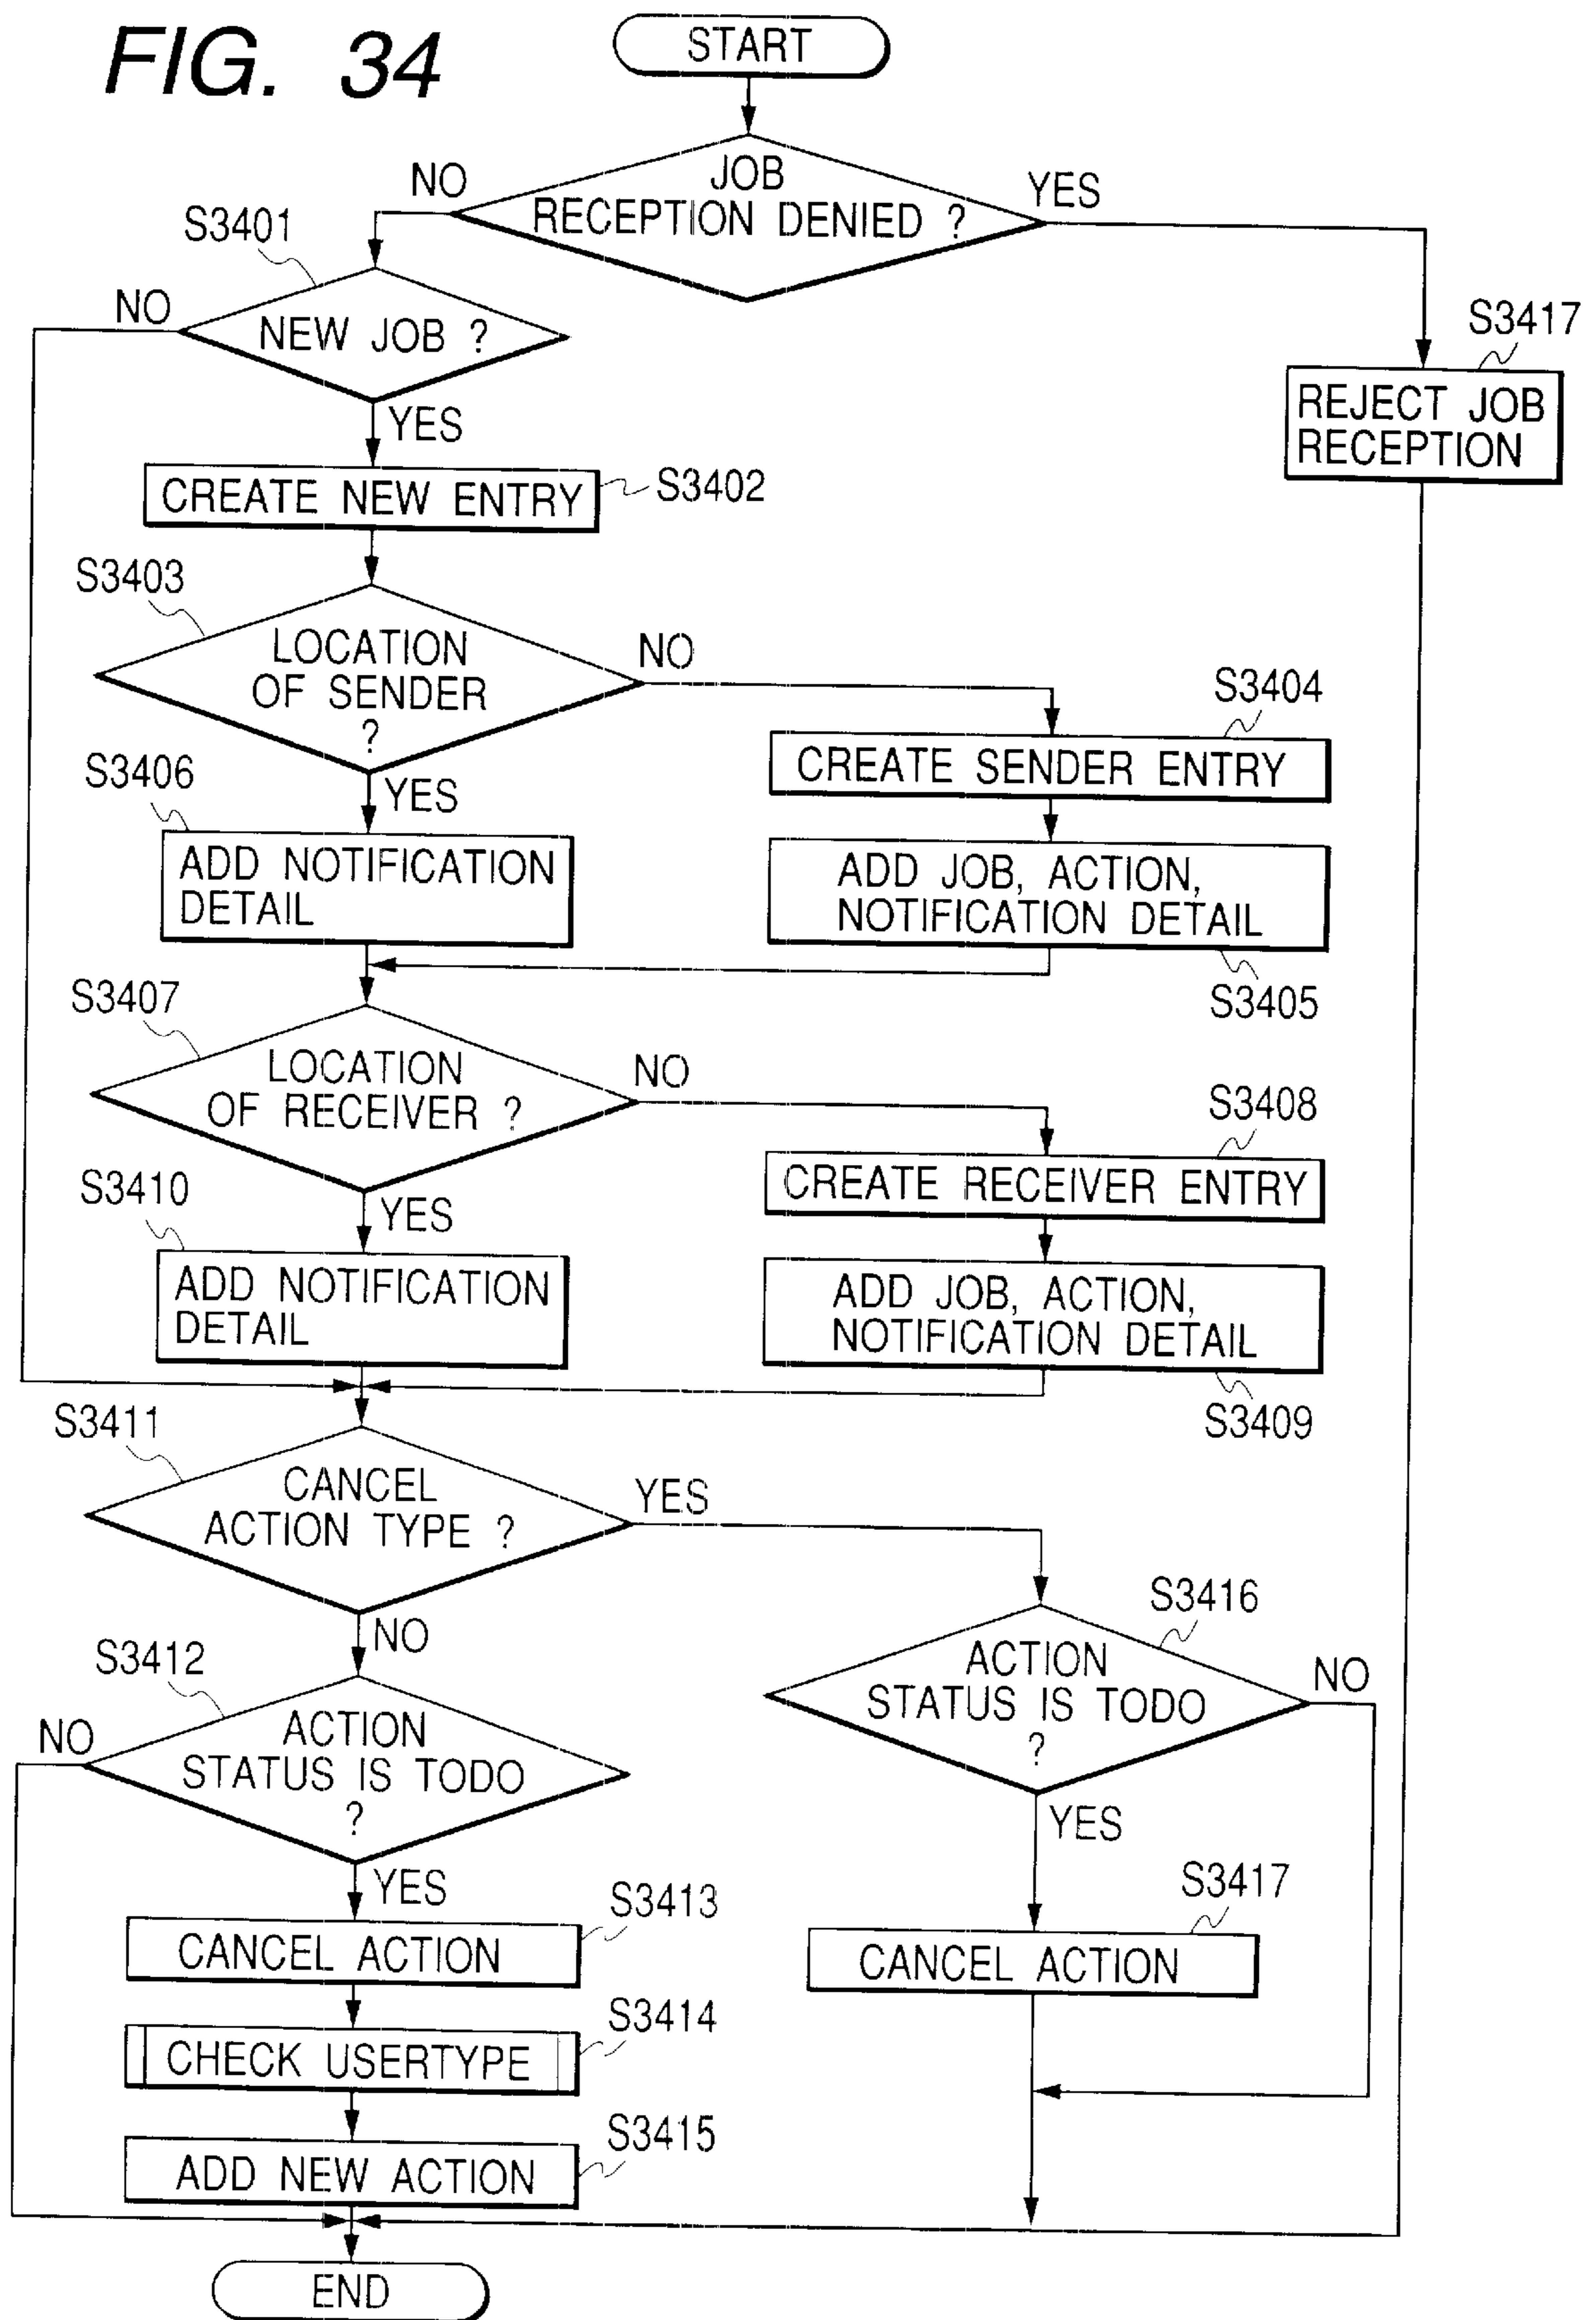 FIG. 34
START
JOB
RECEPTION DENIED ?
NO
YES
S3401
NEW JOB ?
NO
YES
S3417
REJECT JOB
RECEPTION
CREATE NEW ENTRY
S3402
S3403
LOCATION
OF SENDER
?
NO
YES
S3404
CREATE SENDER ENTRY
S3406
ADD NOTIFICATION
DETAIL
ADD JOB, ACTION,
NOTIFICATION DETAIL
S3405
S3407
LOCATION
OF RECEIVER ?
NO
YES
S3408
CREATE RECEIVER ENTRY
S3410
ADD NOTIFICATION
DETAIL
ADD JOB, ACTION,
NOTIFICATION DETAIL
S3409
S3411
CANCEL
ACTION TYPE ?
YES
NO
S3416
ACTION
STATUS IS TODO
?
NO
YES
S3412
ACTION
STATUS IS TODO
?
NO
YES
S3413
CANCEL ACTION
S3417
CANCEL ACTION
S3414
CHECK USERTYPE
S3415
ADD NEW ACTION
END